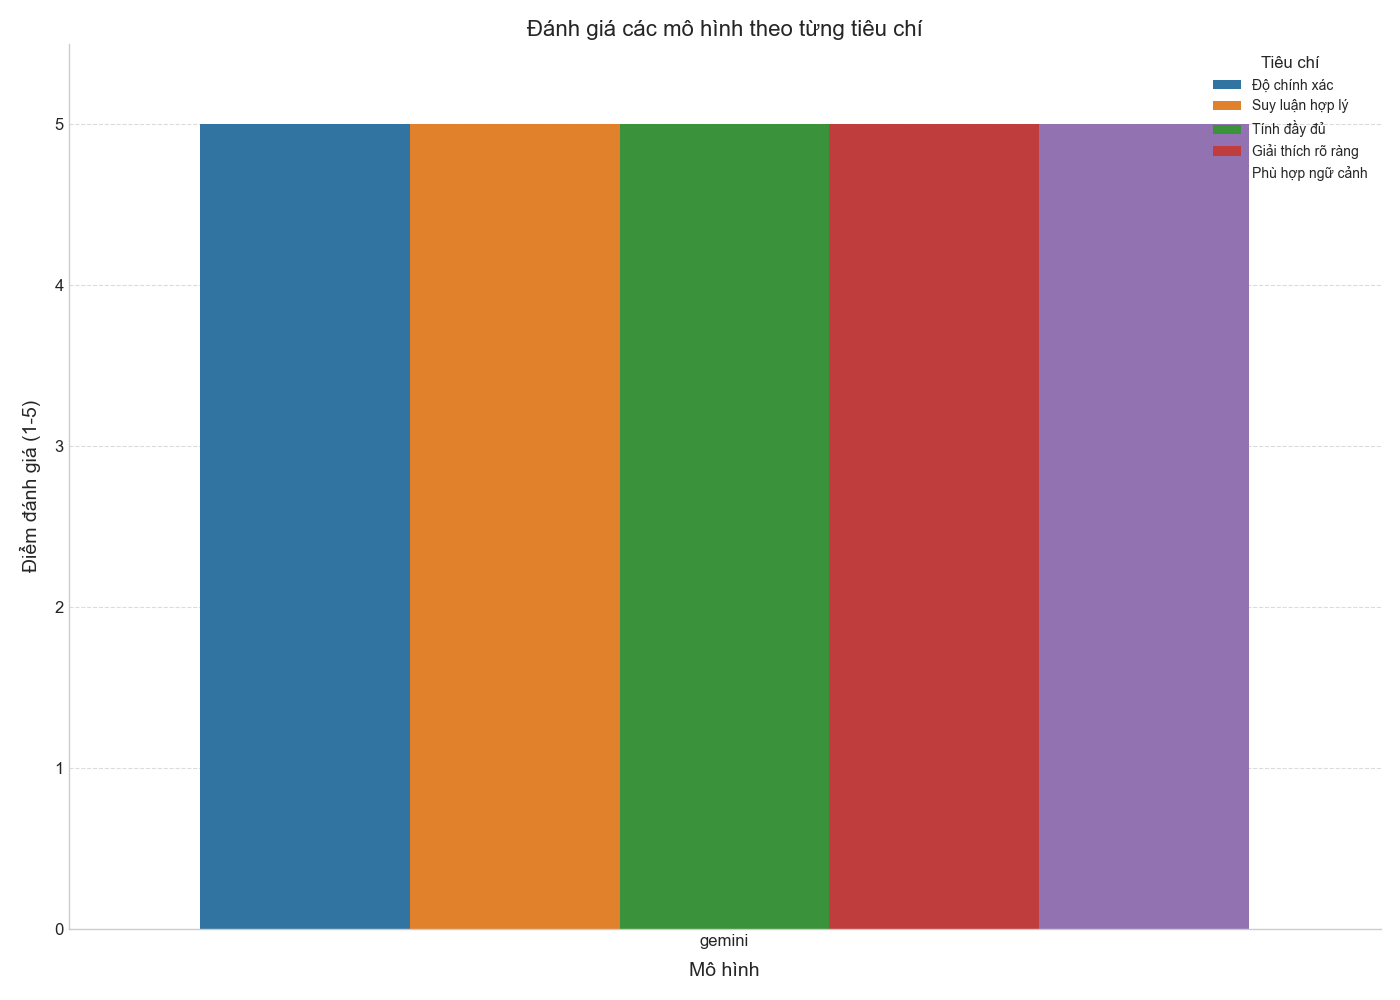 Đánh giá các mô hình theo từng tiêu chí
Tiêu chí
Độ chính xác
Suy luận hợp lý
Tính đầy đủ
Giải thích rõ ràng
Phù hợp ngữ cảnh
Điểm đánh giá (1-5)
5
4
3
2
1
0
gemini
Mô hình